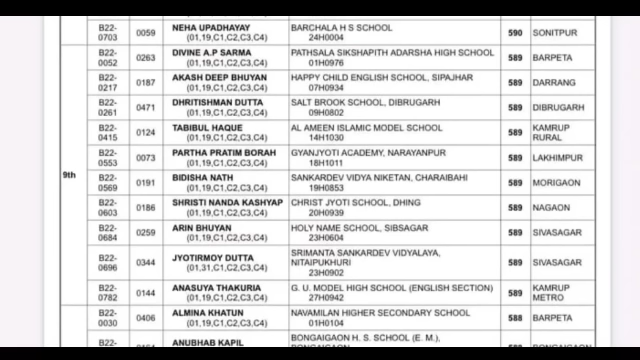 B22-
0703 0059 NEHA UPADHAYAY
(01,19,C1,C2,C3,C4) BARCHALA H S SCHOOL
24H0004 590 SONITPUR
9th
B22-
0052 0263 DIVINE A.P SARMA
(01,19,C1,C2,C3,C4) PATHSALA SIKSHAPITH ADARSHA HIGH SCHOOL
01H0976 589 BARPETA
B22-
0217 0187 AKASH DEEP BHUYAN
(01,19,C1,C2,C3,C4) HAPPY CHILD ENGLISH SCHOOL, SIPAJHAR
07H0934 589 DARRANG
B22-
0261 0471 DHRITISHMAN DUTTA
(01,19,C1,C2,C3,C4) SALT BROOK SCHOOL, DIBRUGARH
09H0802 589 DIBRUGARH
B22-
0415 0124 TABIBUL HAQUE
(01,19,C1,C2,C3,C4) AL AMEEN ISLAMIC MODEL SCHOOL
14H1030 589 KAMRUP
RURAL
B22-
0553 0073 PARTHA PRATIM BORAH
(01,19,C1,C2,C3,C4) GYANJYOTI ACADEMY, NARAYANPUR
18H1011 589 LAKHIMPUR
B22-
0569 0191 BIDISHA NATH
(01,19,C1,C2,C3,C4) SANKARDEV VIDYA NIKETAN, CHARAIBAHI
19H0853 589 MORIGAON
B22-
0603 0186 SHRISTI NANDA KASHYAP
(01,19,C1,C2,C3,C4) CHRIST JYOTI SCHOOL, DHING
20H0939 589 NAGAON
B22-
0684 0259 ARIN BHUYAN
(01,19,C1,C2,C3,C4) HOLY NAME SCHOOL, SIBSAGAR
23H0604 589 SIVASAGAR
B22-
0696 0344 JYOTIRMOY DUTTA
(01,31,C1,C2,C3,C4) SRIMANTA SANKARDEV VIDYALAYA,
NITAIPUKHURI
23H0902 589 SIVASAGAR
B22-
0782 0144 ANASUYA THAKURIA
(01,19,C1,C2,C3,C4) G. U. MODEL HIGH SCHOOL (ENGLISH SECTION)
27H0942 589 KAMRUP
METRO
B22-
0030 0406 ALMINA KHATUN
(01,19,C1,C2,C3,C4) NAVAMILAN HIGHER SECONDARY SCHOOL
01H0104 588 BARPETA
B22- ANUBHAB KAPIL BONGAIGAON H. S. SCHOOL (E. M.),